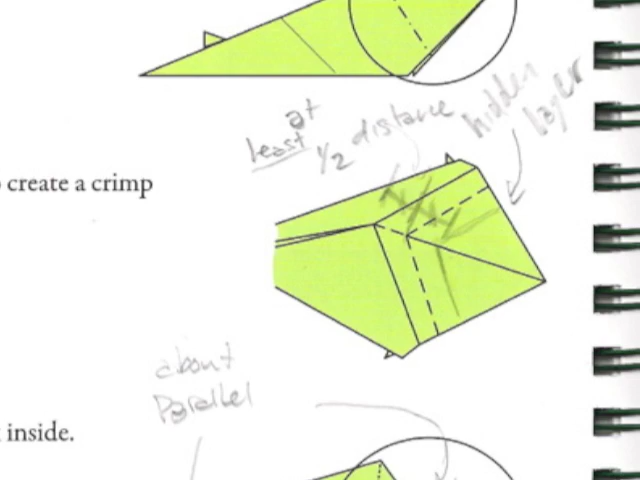 at
least
1/2 distance
hidden
layer
create a crimp
about
Parallel
inside.